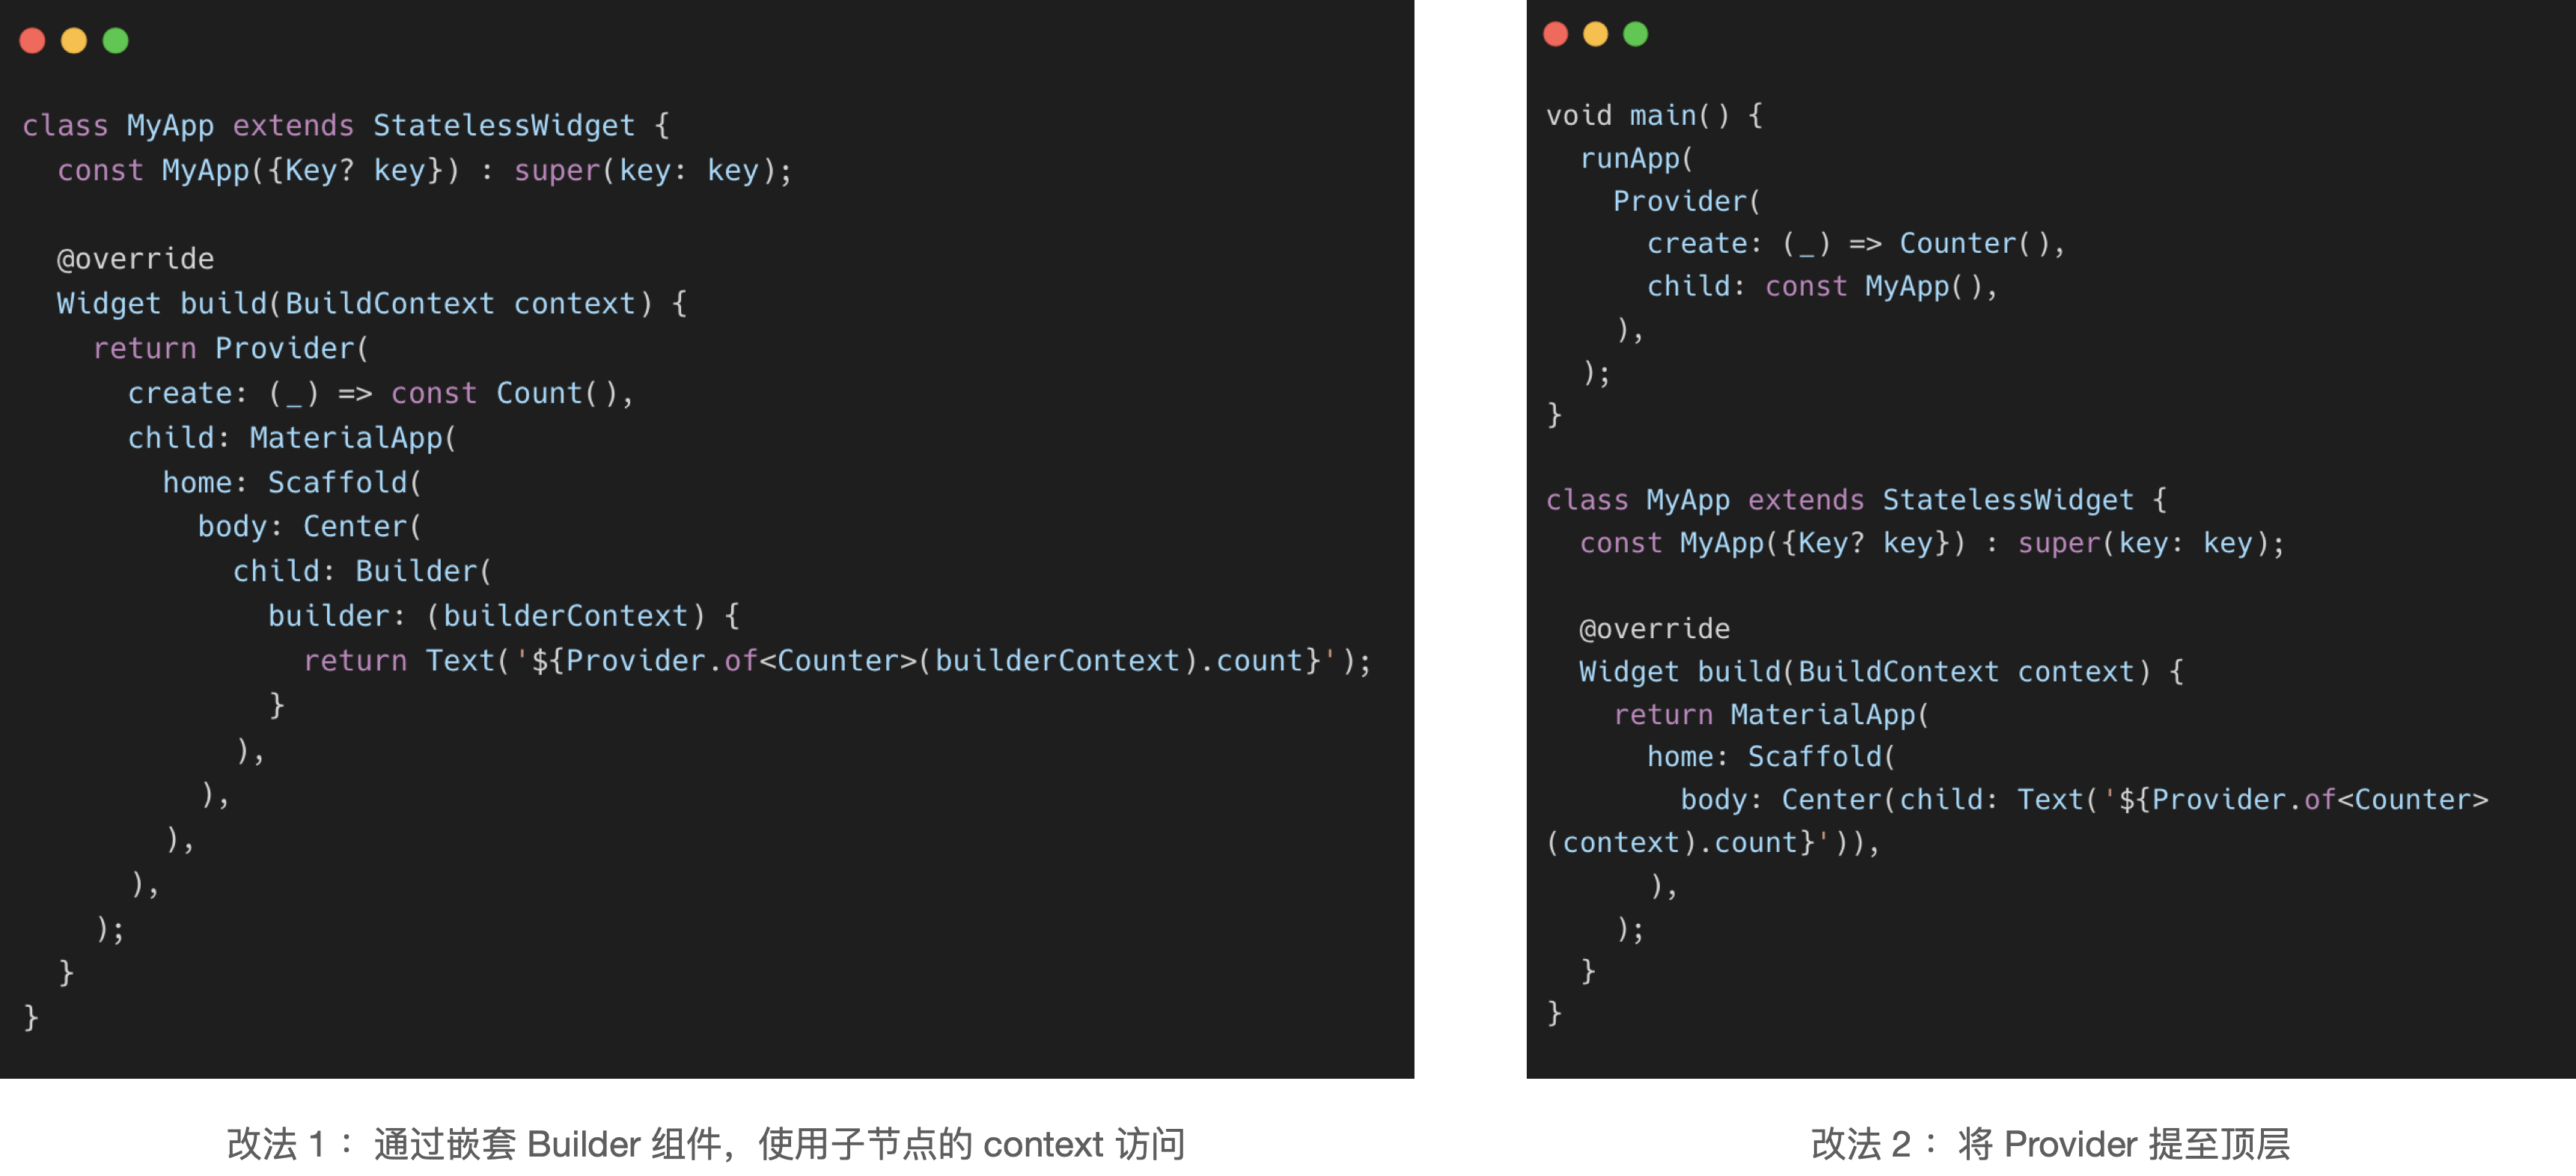 class MyApp extends StatelessWidget {
  const MyApp({Key? key}) : super(key: key);

  @override
  Widget build(BuildContext context) {
    return Provider(
      create: (_) => const Count(),
      child: MaterialApp(
        home: Scaffold(
          body: Center(
            child: Builder(
              builder: (builderContext) {
                return Text('${Provider.of<Counter>(builderContext).count}');
              }
            ),
          ),
        ),
      ),
    );
  }
}
改法 1 ：通过嵌套 Builder 组件，使用子节点的 context 访问
void main() {
  runApp(
    Provider(
      create: (_) => Counter(),
      child: const MyApp(),
    ),
  );
}

class MyApp extends StatelessWidget {
  const MyApp({Key? key}) : super(key: key);

  @override
  Widget build(BuildContext context) {
    return MaterialApp(
      home: Scaffold(
        body: Center(child: Text('${Provider.of<Counter>
(context).count}')),
      ),
    );
  }
}
改法 2 ：将 Provider 提至顶层